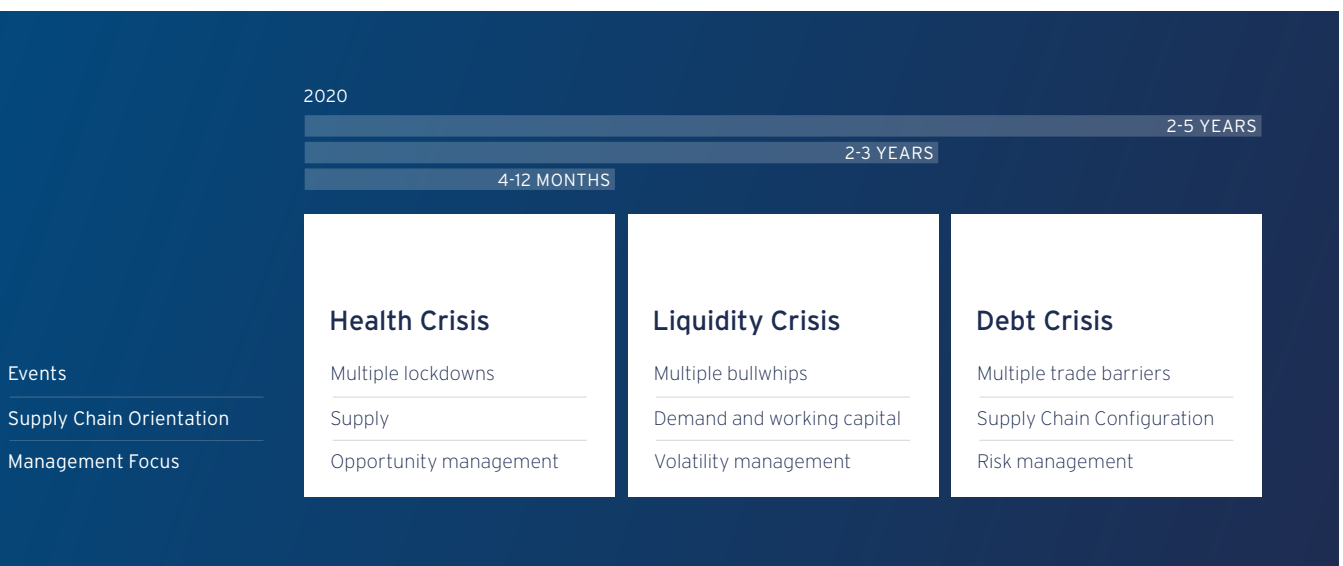 2020
2-5 YEARS
2-3 YEARS
4-12 MONTHS
Health Crisis Liquidity Crisis Debt Crisis
Events Multiple lockdowns Multiple bullwhips Multiple trade barriers
Supply Chain Orientation Supply Demand and working capital Supply Chain Configuration
Management Focus Opportunity management Volatility management Risk management